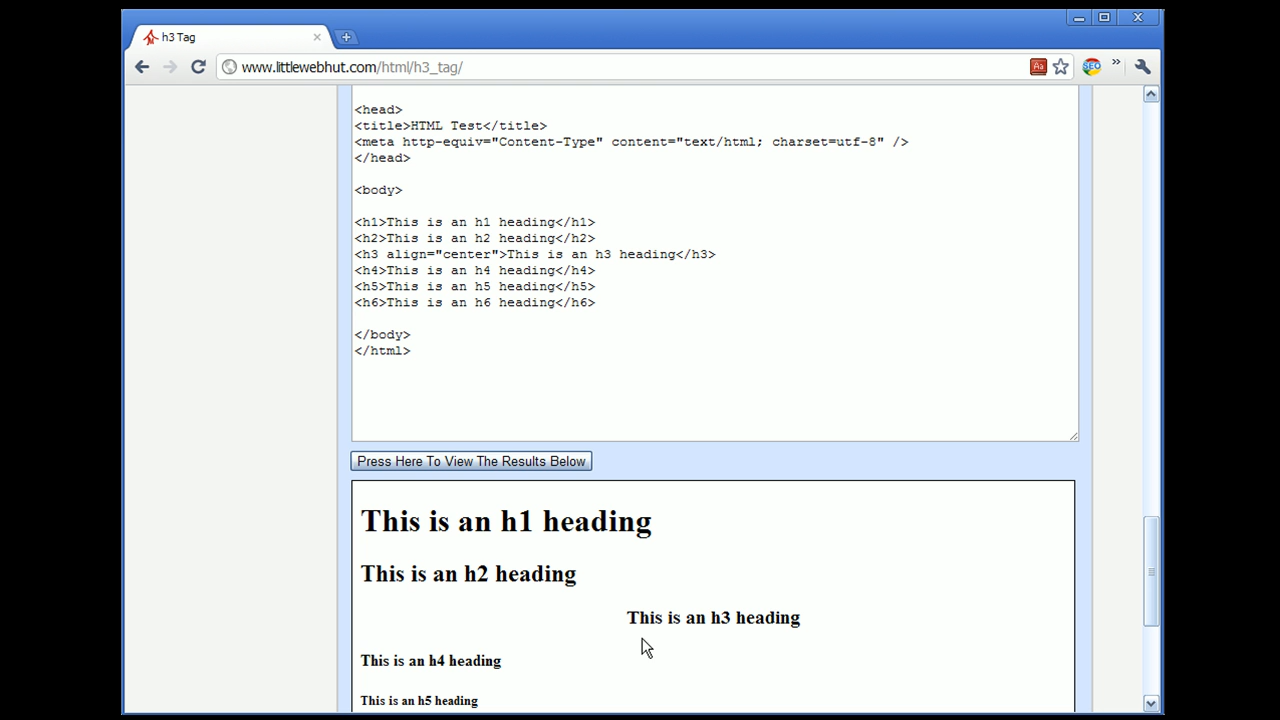 h3 Tag
www.littlewebhut.com/html/h3_tag/
Aa
SEO
<head>
<title>HTML Test</title>
<meta http-equiv="Content-Type" content="text/html; charset=utf-8" />
</head>
<body>
<h1>This is an h1 heading</h1>
<h2>This is an h2 heading</h2>
<h3 align="center">This is an h3 heading</h3>
<h4>This is an h4 heading</h4>
<h5>This is an h5 heading</h5>
<h6>This is an h6 heading</h6>
</body>
</html>
Press Here To View The Results Below
This is an h1 heading
This is an h2 heading
This is an h3 heading
This is an h4 heading
This is an h5 heading